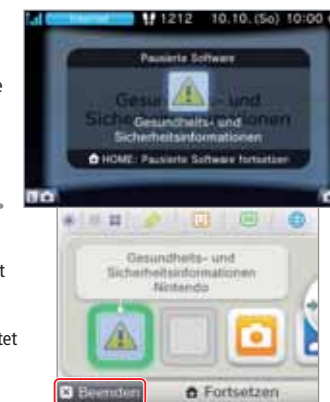 Internet 1212 10.10.(So) 10:00
Pausierte Software
Gesundheits- und
Sicherheitsinformationen
HOME: Pausierte Software fortsetzen
e
t
Gesundheits- und
Sicherheitsinformationen
Nintendo
tet
Beenden
Fortsetzen